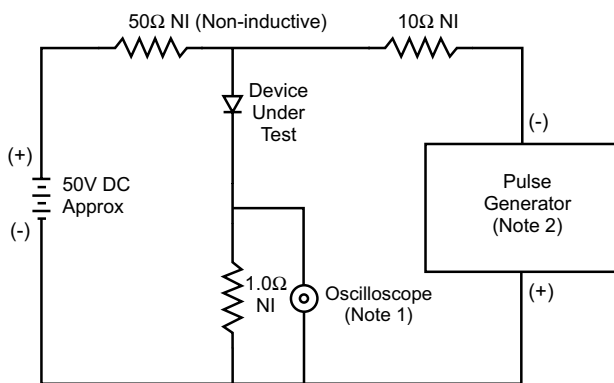 50Ω NI (Non-inductive)
10Ω NI
Device
Under
Test
(+)
50V DC
Approx
(-)
(-)
Pulse
Generator
(Note 2)
(+)
1.0Ω
NI
Oscilloscope
(Note 1)